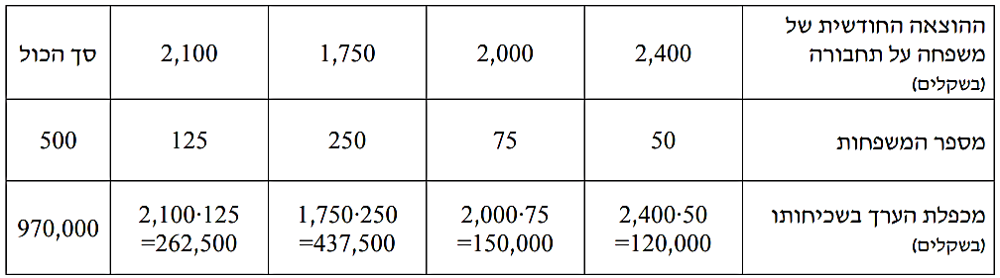 ההוצאה החודשית של
משפחה על תחבורה
(בשקלים)
2,400
2,000
1,750
2,100
סך הכול
מספר המשפחות
50
75
250
125
500
מכפלת הערך בשכיחותו
(בשקלים)
2,400·50
=120,000
2,000·75
=150,000
1,750·250
=437,500
2,100·125
=262,500
970,000